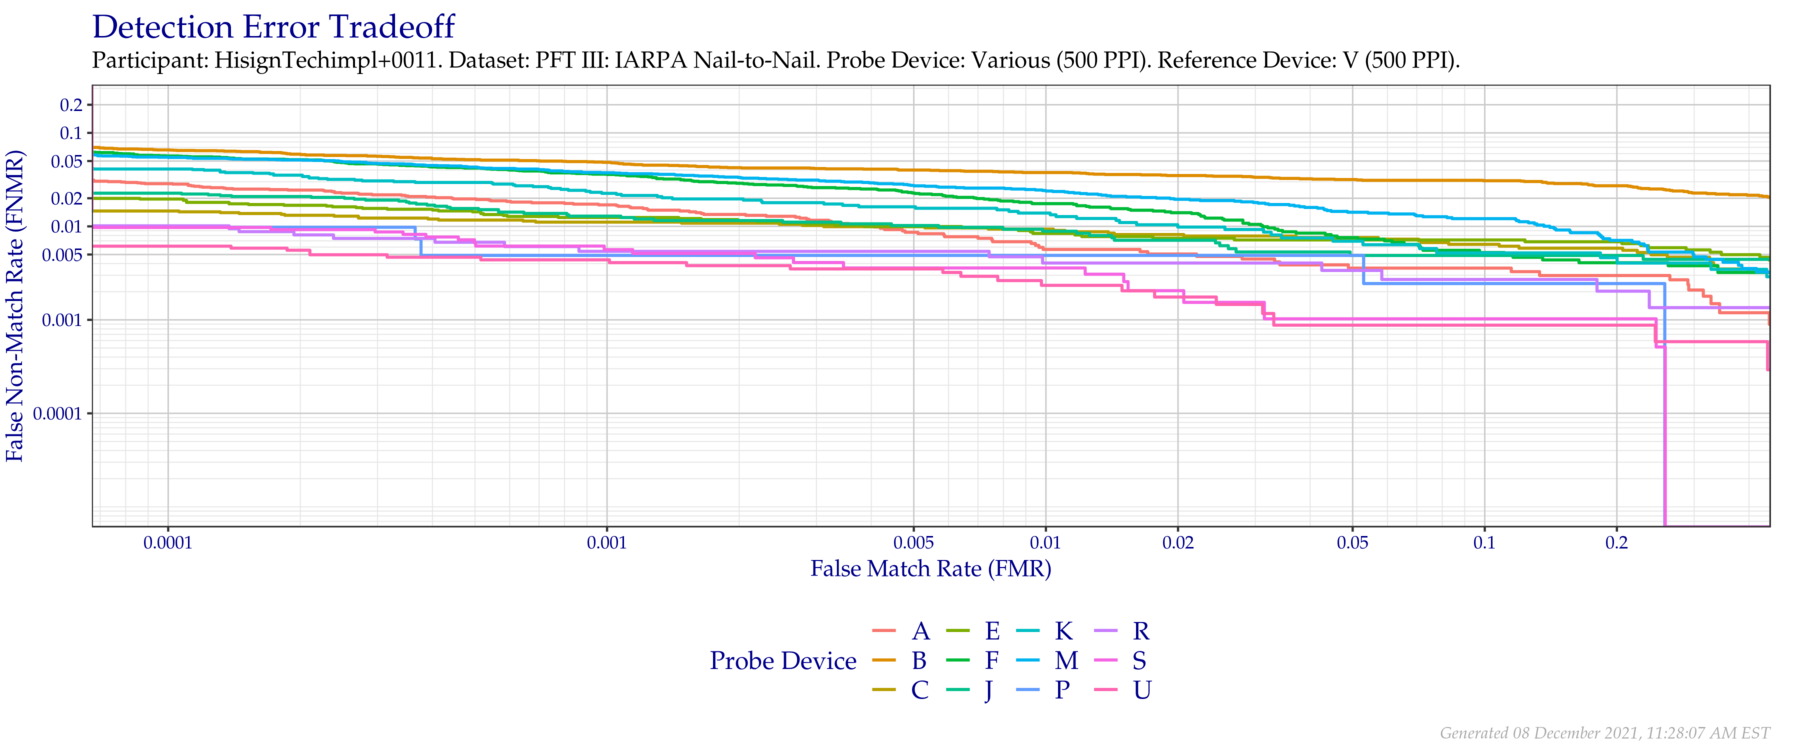 Detection Error Tradeoff
Participant: HisignTechimpl+0011. Dataset: PFT III: IARPA Nail-to-Nail. Probe Device: Various (500 PPI). Reference Device: V (500 PPI).
False Non-Match Rate (FNMR)
0.2
0.1
0.05
0.02
0.01
0.005
0.001
0.0001
0.0001 0.001 0.005 0.01 0.02 0.05 0.1 0.2
False Match Rate (FMR)
Probe Device
A E K R
B F M S
C J P U
Generated 08 December 2021, 11:28:07 AM EST